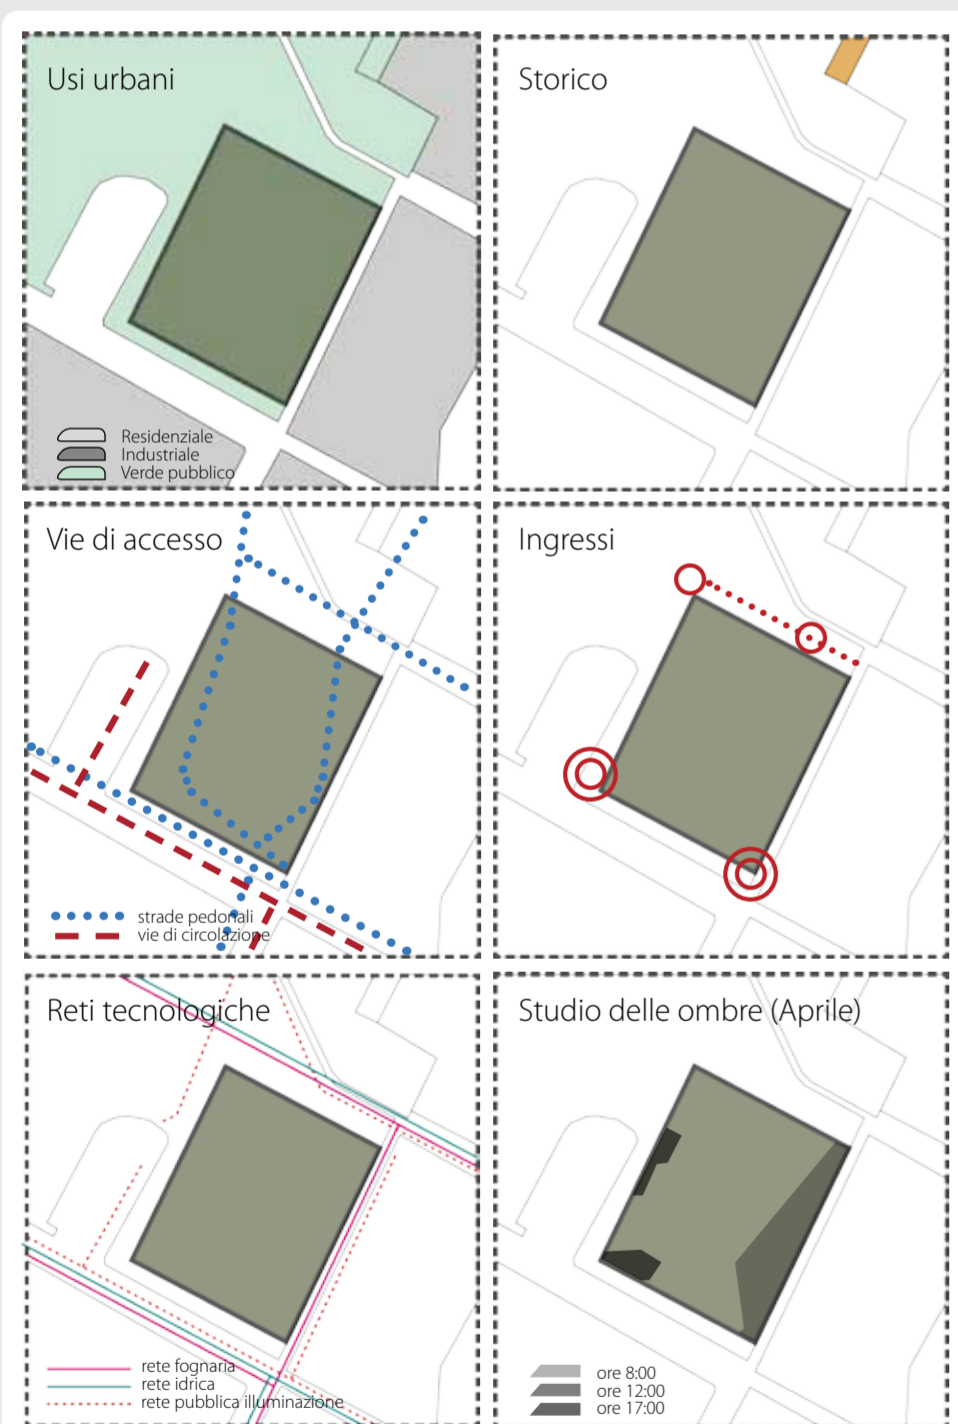 Usi urbani
Residenziale
Industriale
Verde pubblico
Storico
Vie di accesso
strade pedonali
vie di circolazione
Ingressi
Reti tecnologiche
rete fognaria
rete idrica
rete pubblica illuminazione
Studio delle ombre (Aprile)
ore 8:00
ore 12:00
ore 17:00